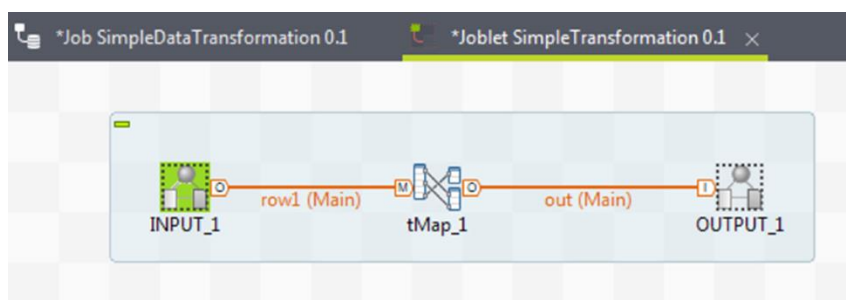 *Job SimpleDataTransformation 0.1
*Joblet SimpleTransformation 0.1
O
row1 (Main)
M
O
out (Main)
I
INPUT_1
tMap_1
OUTPUT_1